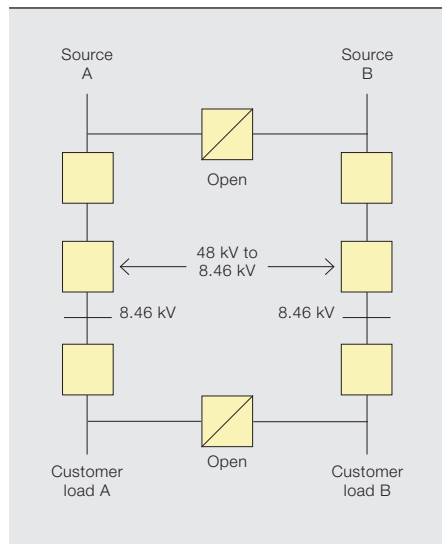 Source
A
Source
B
Open
48 kV to
8.46 kV
8.46 kV
8.46 kV
Open
Customer
load A
Customer
load B